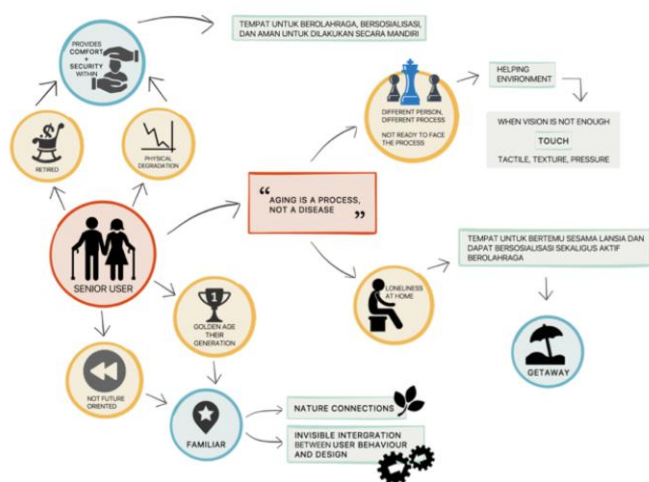 PROVIDES
COMFORT
+
SECURITY
WITHIN
TEMPAT UNTUK BEROLAHRAGA, BERSOSIALISASI,
DAN AMAN UNTUK DILAKUKAN SECARA MANDIRI
$
RETIRED
PHYSICAL
DEGRADATION
DIFFERENT PERSON,
DIFFERENT PROCESS
NOT READY TO FACE
THE PROCESS
HELPING
ENVIRONMENT
WHEN VISION IS NOT ENOUGH
TOUCH
TACTILE, TEXTURE, PRESSURE
“ AGING IS A PROCESS,
NOT A DISEASE ”
SENIOR USER
LONELINESS
AT HOME
TEMPAT UNTUK BERTEMU SESAMA LANSIA DAN
DAPAT BERSOSIALISASI SEKALIGUS AKTIF
BEROLAHRAGA
1
GOLDEN AGE
THEIR
GENERATION
GETAWAY
NOT FUTURE
ORIENTED
FAMILIAR
NATURE CONNECTIONS
INVISIBLE INTERGRATION
BETWEEN USER BEHAVIOUR
AND DESIGN